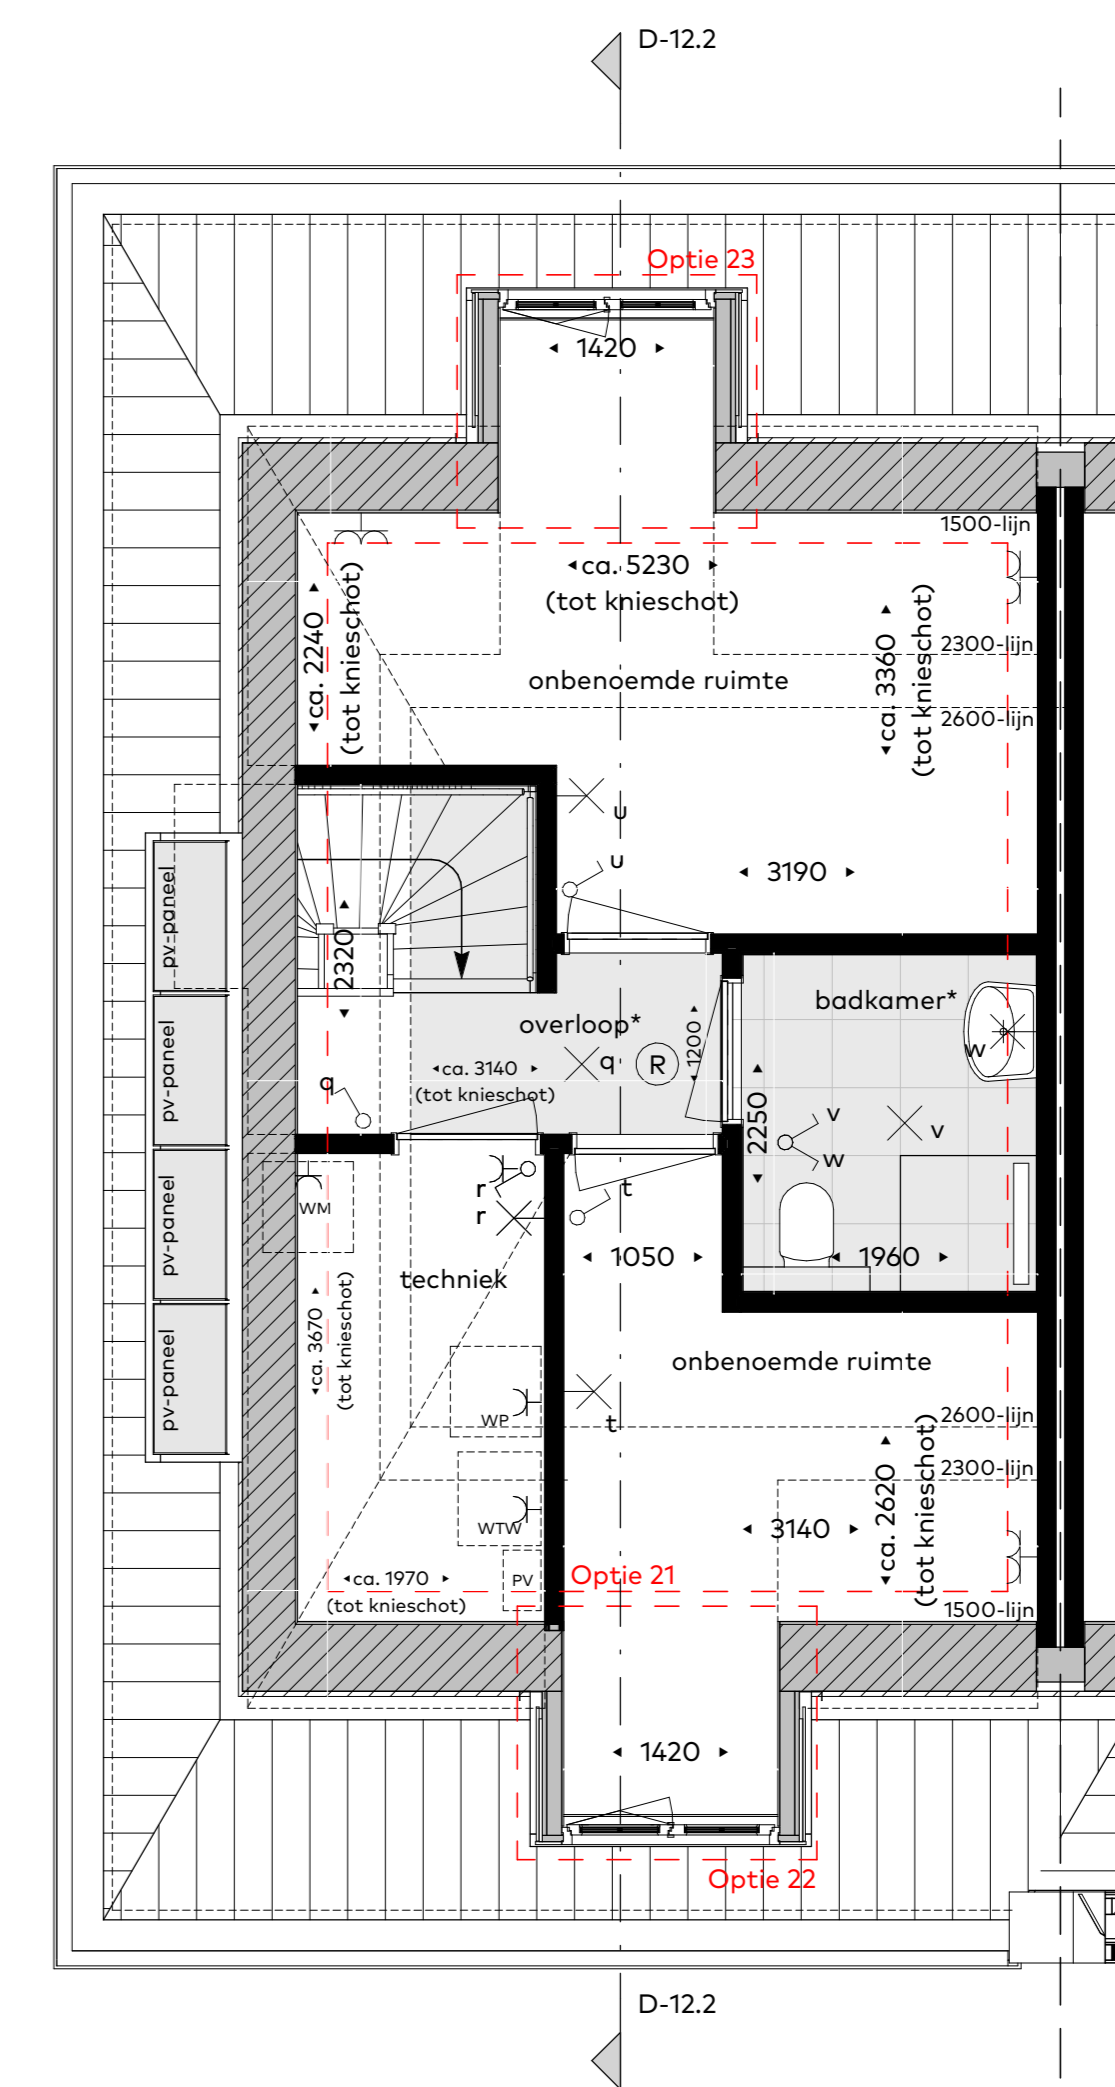 D-12.2
Optie 23
1420
1500-lijn
ca. 5230
(tot knieschot)
ca. 2240
(tot knieschot)
ca. 3360
(tot knieschot)
2300-lijn
onbenoemde ruimte
2600-lijn
u
u
3190
pv-paneel
2320
badkamer*
overloop*
1200
q
R
w
ca. 3140
(tot knieschot)
q
pv-paneel
2250
v
v
w
r
t
r
WM
pv-paneel
1050
1960
techniek
ca. 3670
(tot knieschot)
onbenoemde ruimte
pv-paneel
WP
t
2600-lijn
ca. 2620
(tot knieschot)
2300-lijn
WTW
3140
ca. 1970
(tot knieschot)
PV
Optie 21
1500-lijn
1420
Optie 22
D-12.2